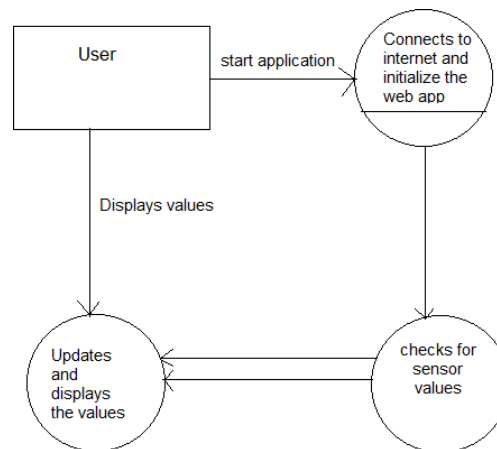 User
start application
Connects to
internet and
initialize the
web app
Displays values
Updates
and
displays
the values
checks for
sensor
values